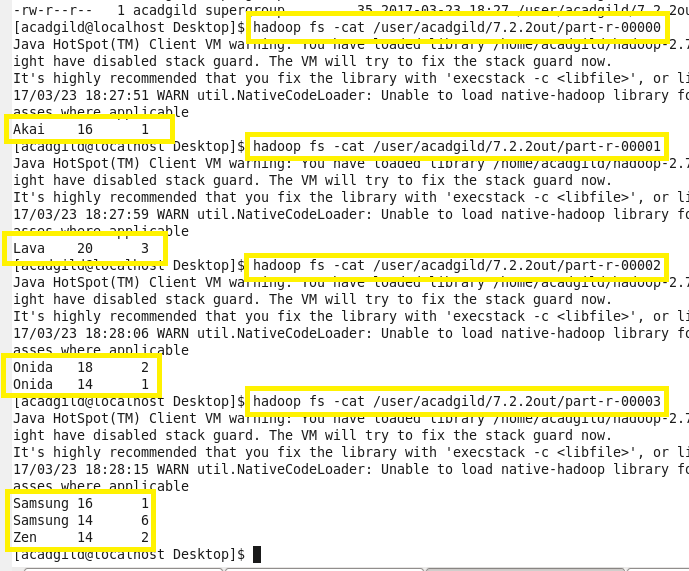 -rw-r--r--   1 acadgild supergroup         35 2017-03-23 18:27 /user/acadgild/7.2.2ou
[acadgild@localhost Desktop]$ hadoop fs -cat /user/acadgild/7.2.2out/part-r-00000
Java HotSpot(TM) Client VM warning: You have loaded library /home/acadgild/hadoop-2.7
ight have disabled stack guard. The VM will try to fix the stack guard now.
It's highly recommended that you fix the library with 'execstack -c <libfile>', or li
17/03/23 18:27:51 WARN util.NativeCodeLoader: Unable to load native-hadoop library fo
asses where applicable
Akai    16      1
[acadgild@localhost Desktop]$ hadoop fs -cat /user/acadgild/7.2.2out/part-r-00001
Java HotSpot(TM) Client VM warning: You have loaded library /home/acadgild/hadoop-2.7
ight have disabled stack guard. The VM will try to fix the stack guard now.
It's highly recommended that you fix the library with 'execstack -c <libfile>', or li
17/03/23 18:27:59 WARN util.NativeCodeLoader: Unable to load native-hadoop library fo
asses where applicable
Lava    20      3
[acadgild@localhost Desktop]$ hadoop fs -cat /user/acadgild/7.2.2out/part-r-00002
Java HotSpot(TM) Client VM warning: You have loaded library /home/acadgild/hadoop-2.7
ight have disabled stack guard. The VM will try to fix the stack guard now.
It's highly recommended that you fix the library with 'execstack -c <libfile>', or li
17/03/23 18:28:06 WARN util.NativeCodeLoader: Unable to load native-hadoop library fo
asses where applicable
Onida   18      2
Onida   14      1
[acadgild@localhost Desktop]$ hadoop fs -cat /user/acadgild/7.2.2out/part-r-00003
Java HotSpot(TM) Client VM warning: You have loaded library /home/acadgild/hadoop-2.7
ight have disabled stack guard. The VM will try to fix the stack guard now.
It's highly recommended that you fix the library with 'execstack -c <libfile>', or li
17/03/23 18:28:15 WARN util.NativeCodeLoader: Unable to load native-hadoop library fo
asses where applicable
Samsung 16      1
Samsung 14      6
Zen     14      2
[acadgild@localhost Desktop]$